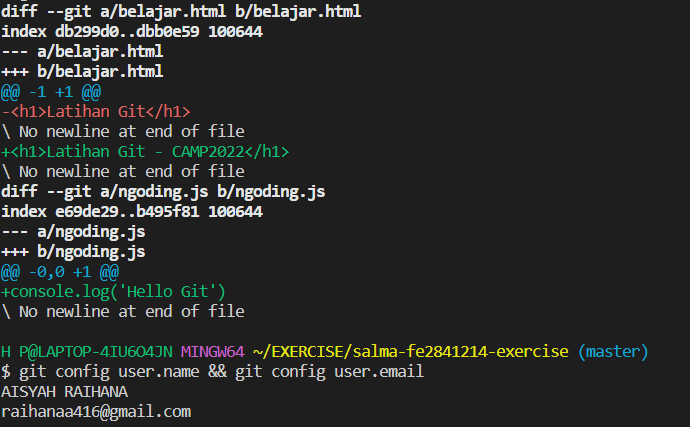 diff --git a/belajar.html b/belajar.html
index db299d0..dbb0e59 100644
--- a/belajar.html
+++ b/belajar.html
@@ -1 +1 @@
-<h1>Latihan Git</h1>
\ No newline at end of file
+<h1>Latihan Git - CAMP2022</h1>
\ No newline at end of file
diff --git a/ngoding.js b/ngoding.js
index e69de29..b495f81 100644
--- a/ngoding.js
+++ b/ngoding.js
@@ -0,0 +1 @@
+console.log('Hello Git')
\ No newline at end of file
H P@LAPTOP-4IU6O4JN MINGW64 ~/EXERCISE/salma-fe2841214-exercise (master)
$ git config user.name && git config user.email
AISYAH RAIHANA
raihanaa416@gmail.com